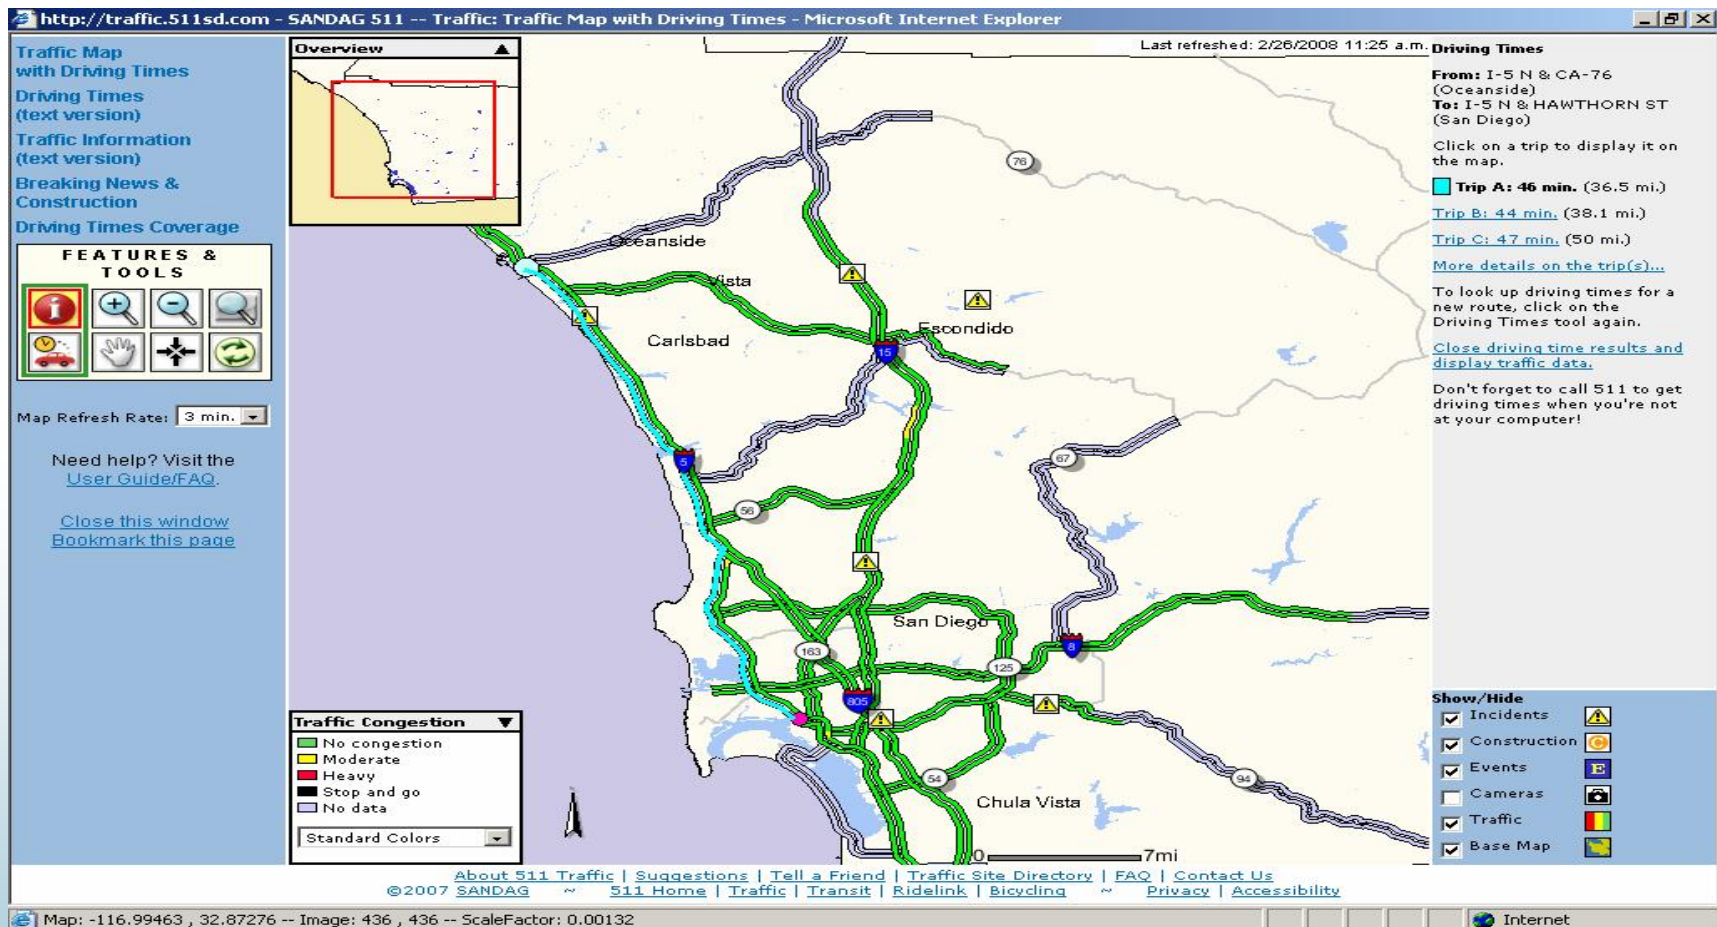 http://traffic.511sd.com - SANDAG 511 -- Traffic: Traffic Map with Driving Times - Microsoft Internet Explorer
Traffic Map
with Driving Times
Driving Times
(text version)
Traffic Information
(text version)
Breaking News &
Construction
Driving Times Coverage
FEATURES &
TOOLS
Map Refresh Rate: 3 min.
Need help? Visit the
User Guide/FAQ.
Close this window
Bookmark this page
Overview
Last refreshed: 2/26/2008 11:25 a.m.
76
Oceanside
Vista
Escondido
Carlsbad
15
5
67
56
San Diego
163
8
125
805
54
94
Chula Vista
0 7mi
Traffic Congestion
No congestion
Moderate
Heavy
Stop and go
No data
Standard Colors
Driving Times
From: I-5 N & CA-76
(Oceanside)
To: I-5 N & HAWTHORN ST
(San Diego)
Click on a trip to display it on
the map.
Trip A: 46 min. (36.5 mi.)
Trip B: 44 min. (38.1 mi.)
Trip C: 47 min. (50 mi.)
More details on the trip(s)...
To look up driving times for a
new route, click on the
Driving Times tool again.
Close driving time results and
display traffic data.
Don't forget to call 511 to get
driving times when you're not
at your computer!
Show/Hide
Incidents
Construction C
Events E
Cameras
Traffic
Base Map
About 511 Traffic | Suggestions | Tell a Friend | Traffic Site Directory | FAQ | Contact Us
©2007 SANDAG ~ 511 Home | Traffic | Transit | Ridelink | Bicycling ~ Privacy | Accessibility
Map: -116.99463 , 32.87276 -- Image: 436 , 436 -- ScaleFactor: 0.00132
Internet